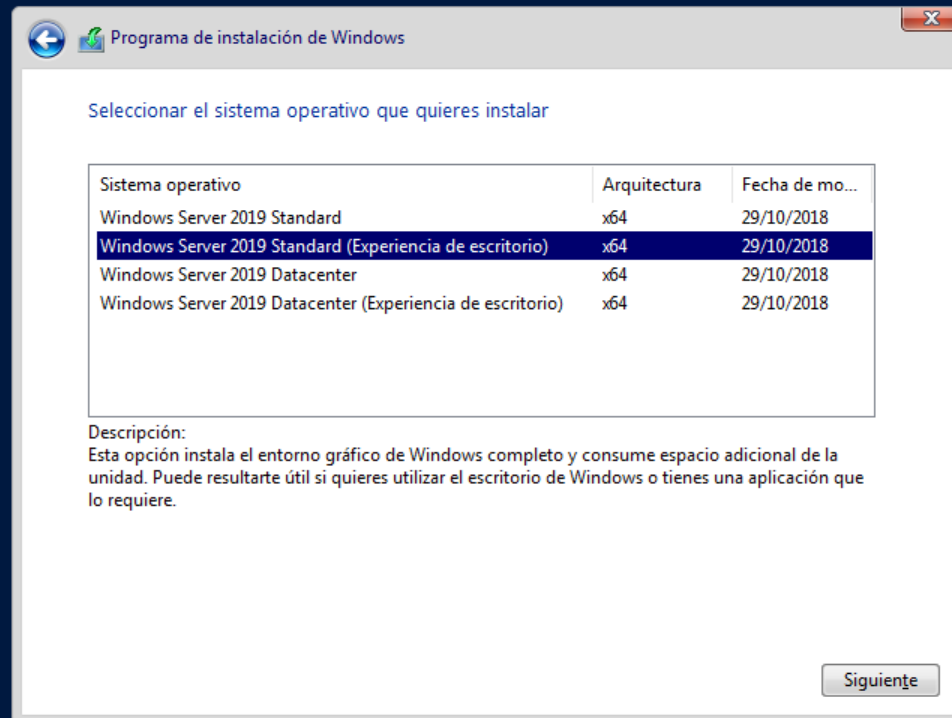 Programa de instalación de Windows
Seleccionar el sistema operativo que quieres instalar
Sistema operativo Arquitectura Fecha de mo...
Windows Server 2019 Standard x64 29/10/2018
Windows Server 2019 Standard (Experiencia de escritorio) x64 29/10/2018
Windows Server 2019 Datacenter x64 29/10/2018
Windows Server 2019 Datacenter (Experiencia de escritorio) x64 29/10/2018
Descripción:
Esta opción instala el entorno gráfico de Windows completo y consume espacio adicional de la
unidad. Puede resultarte útil si quieres utilizar el escritorio de Windows o tienes una aplicación que
lo requiere.
Siguiente